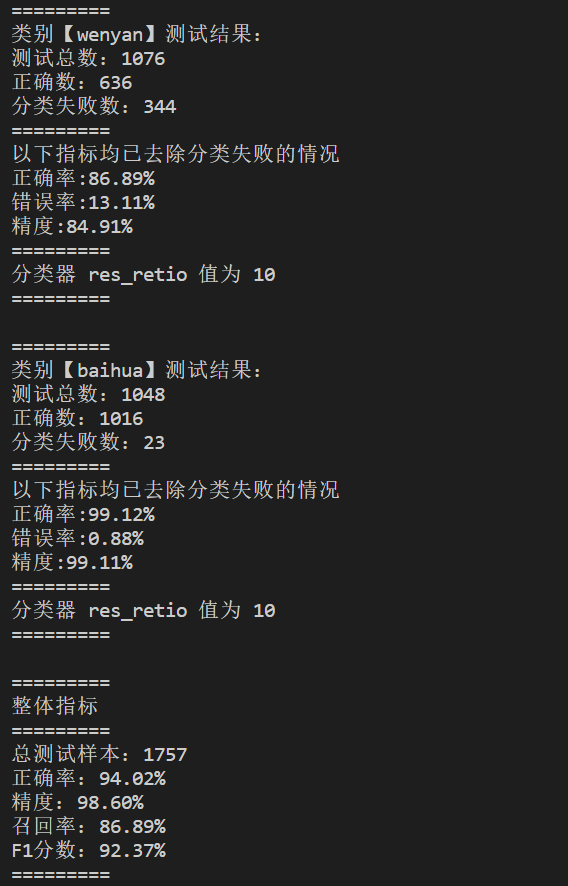 =========
类别【wenyan】测试结果：
测试总数：1076
正确数：636
分类失败数：344
=========
以下指标均已去除分类失败的情况
正确率:86.89%
错误率:13.11%
精度:84.91%
=========
分类器 res_retio 值为 10
=========
=========
类别【baihua】测试结果：
测试总数：1048
正确数：1016
分类失败数：23
=========
以下指标均已去除分类失败的情况
正确率:99.12%
错误率:0.88%
精度:99.11%
=========
分类器 res_retio 值为 10
=========
=========
整体指标
=========
总测试样本：1757
正确率：94.02%
精度：98.60%
召回率：86.89%
F1分数：92.37%
=========